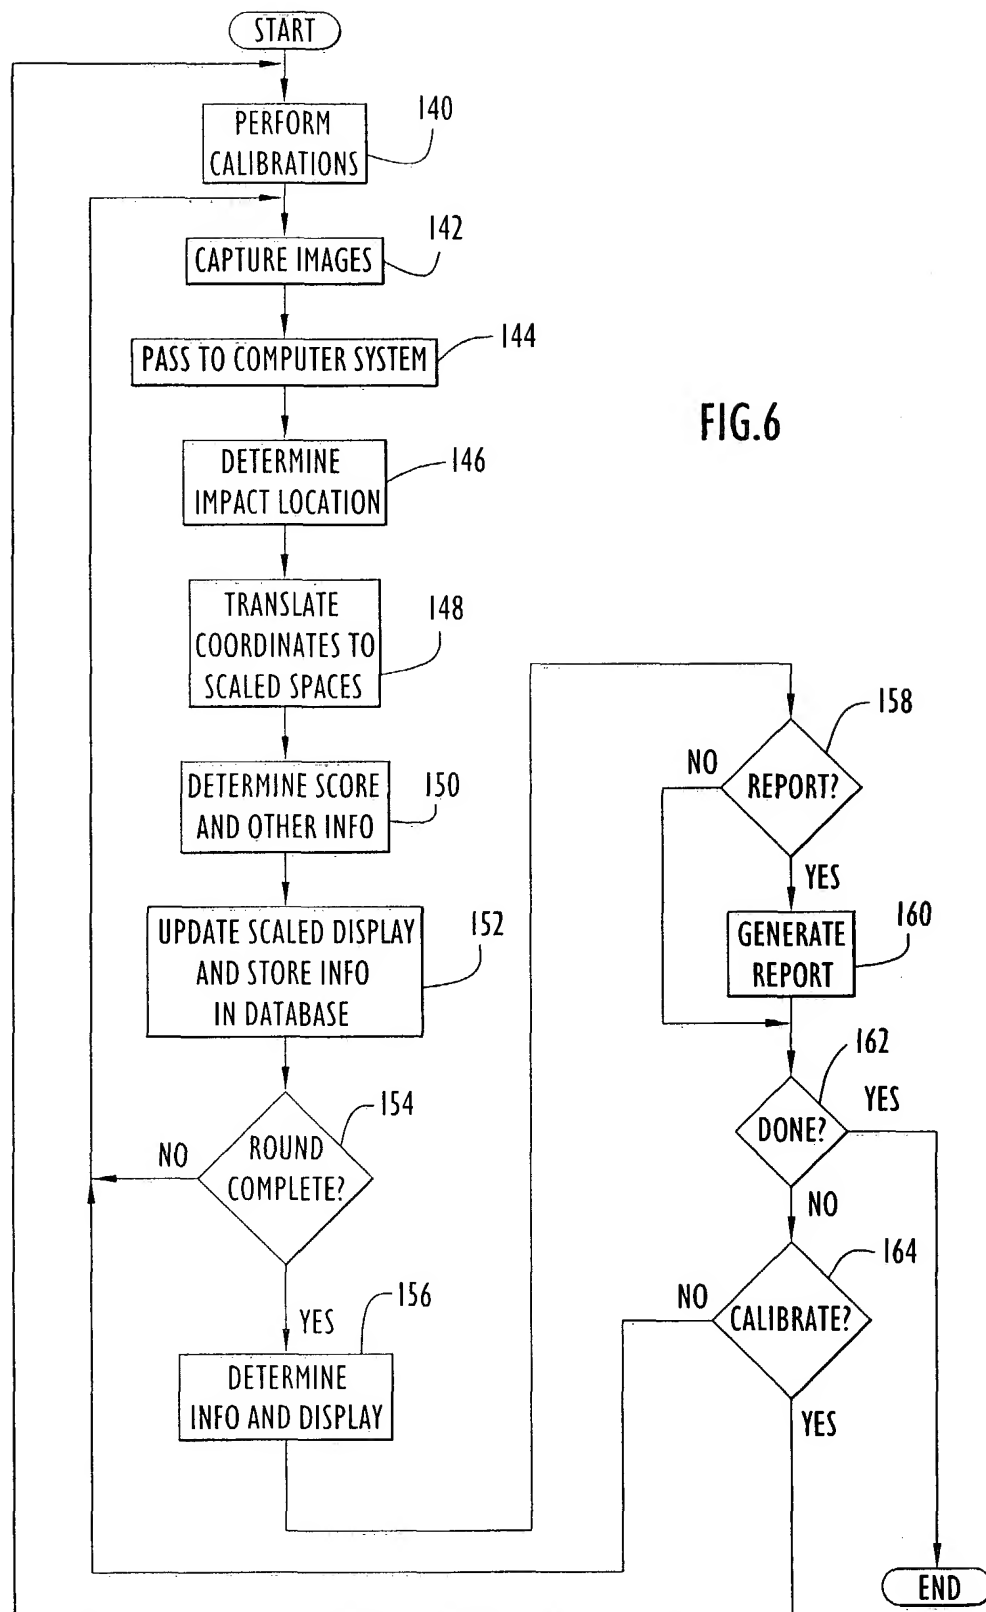 START
PERFORM
CALIBRATIONS
140
CAPTURE IMAGES
142
PASS TO COMPUTER SYSTEM
144
FIG.6
DETERMINE
IMPACT LOCATION
146
TRANSLATE
COORDINATES TO
SCALED SPACES
148
DETERMINE SCORE
AND OTHER INFO
150
UPDATE SCALED DISPLAY
AND STORE INFO
IN DATABASE
152
ROUND
COMPLETE?
154
NO
YES
DETERMINE
INFO AND DISPLAY
156
REPORT?
158
NO
YES
GENERATE
REPORT
160
DONE?
162
YES
NO
CALIBRATE?
164
NO
YES
END